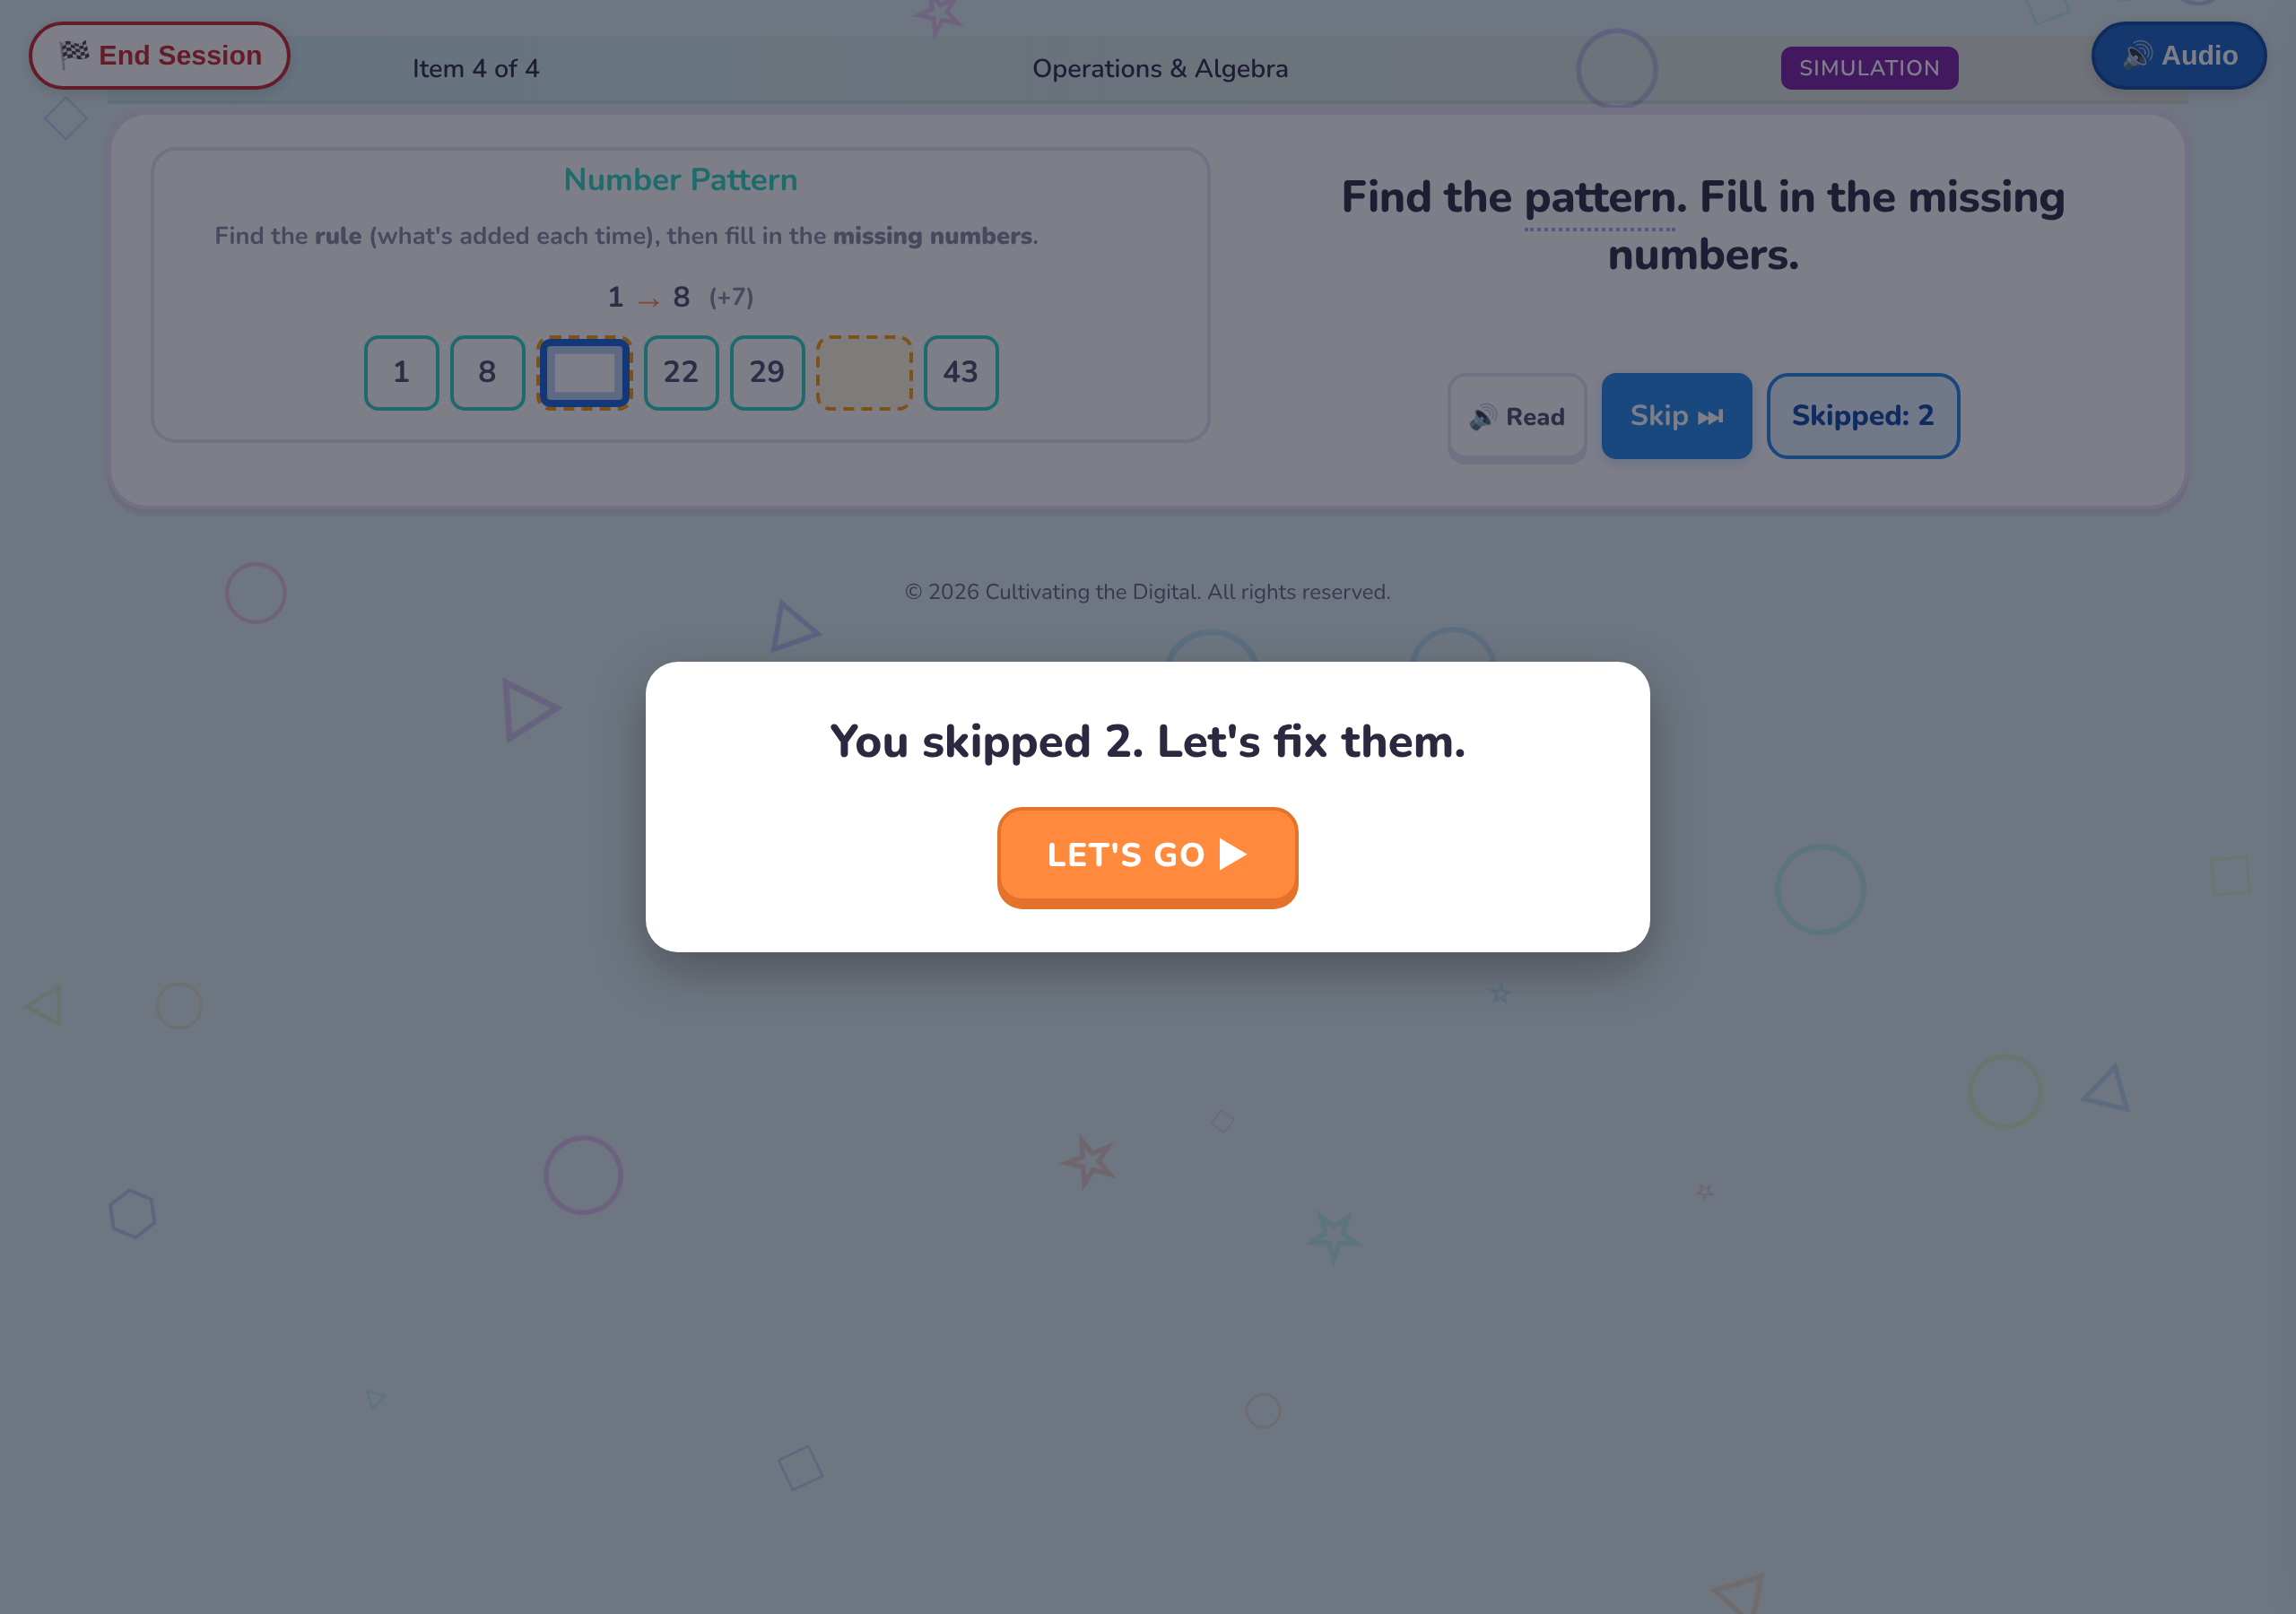 🏁 End Session
Item 4 of 4
Operations & Algebra
SIMULATION
🔊 Audio
Number Pattern
Find the rule (what's added each time), then fill in the missing numbers.
1 → 8 (+7)
1 8 22 29 43
Find the pattern. Fill in the missing
numbers.
🔊 Read
Skip ⏭
Skipped: 2
© 2026 Cultivating the Digital. All rights reserved.
You skipped 2. Let's fix them.
LET'S GO ▶